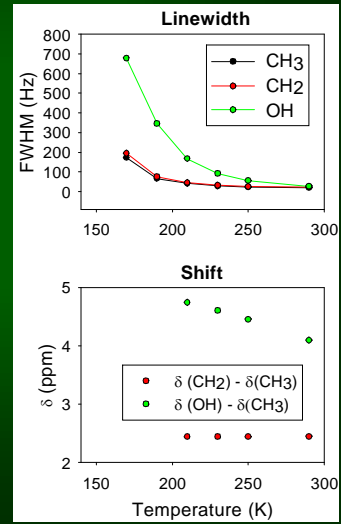 Linewidth
FWHM (Hz)
800
700
600
500
400
300
200
100
0
CH3
CH2
OH
150 200 250 300
Shift
δ (ppm)
5
4
3
2
δ (CH2) - δ(CH3)
δ (OH) - δ(CH3)
150 200 250 300
Temperature (K)